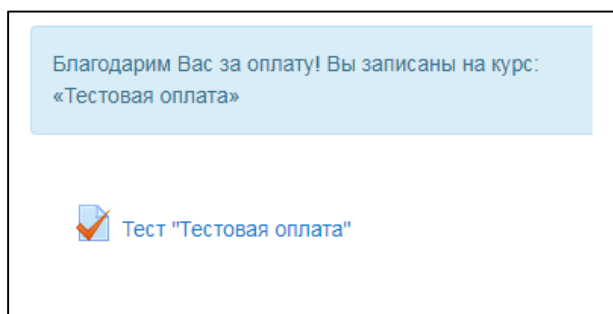 Благодарим Вас за оплату! Вы записаны на курс:
«Тестовая оплата»
Тест "Тестовая оплата"